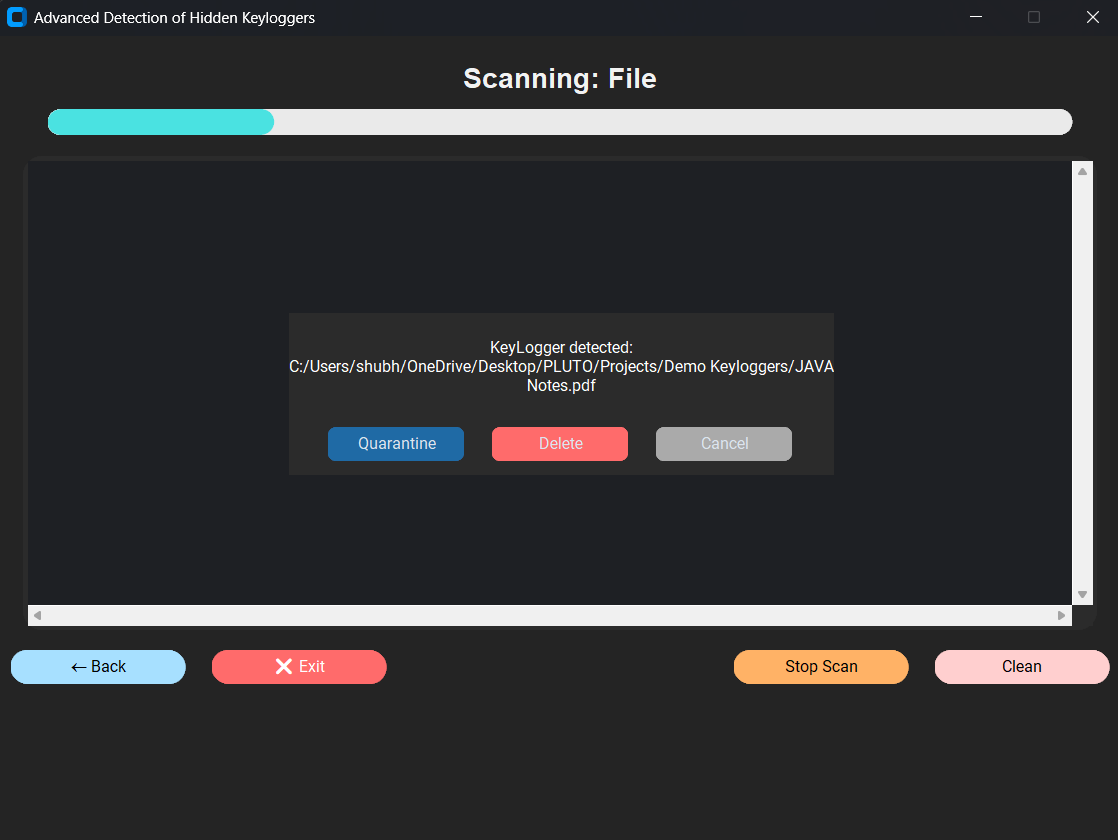 Advanced Detection of Hidden Keyloggers
Scanning: File
KeyLogger detected:
C:/Users/shubh/OneDrive/Desktop/PLUTO/Projects/Demo Keyloggers/JAVA
Notes.pdf
Quarantine Delete Cancel
← Back ❌ Exit Stop Scan Clean